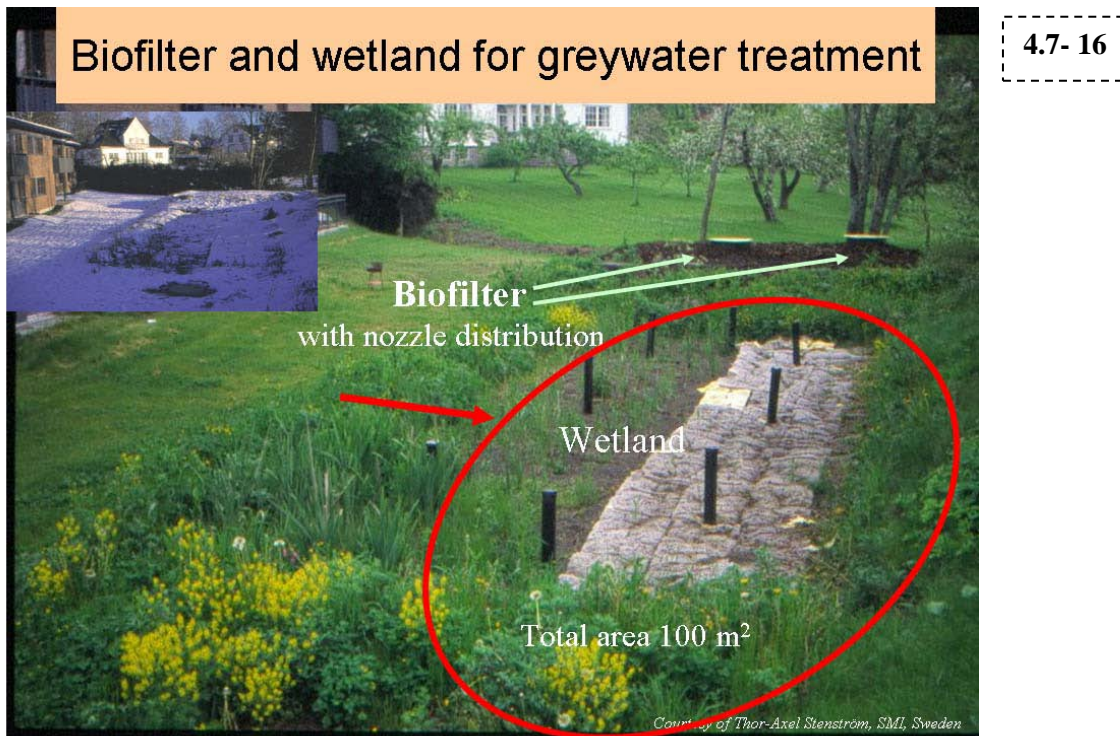 Biofilter and wetland for greywater treatment
4.7- 16
Biofilter
with nozzle distribution
Wetland
Total area 100 m²
Courtesy of Thor-Axel Stenström, SMI, Sweden